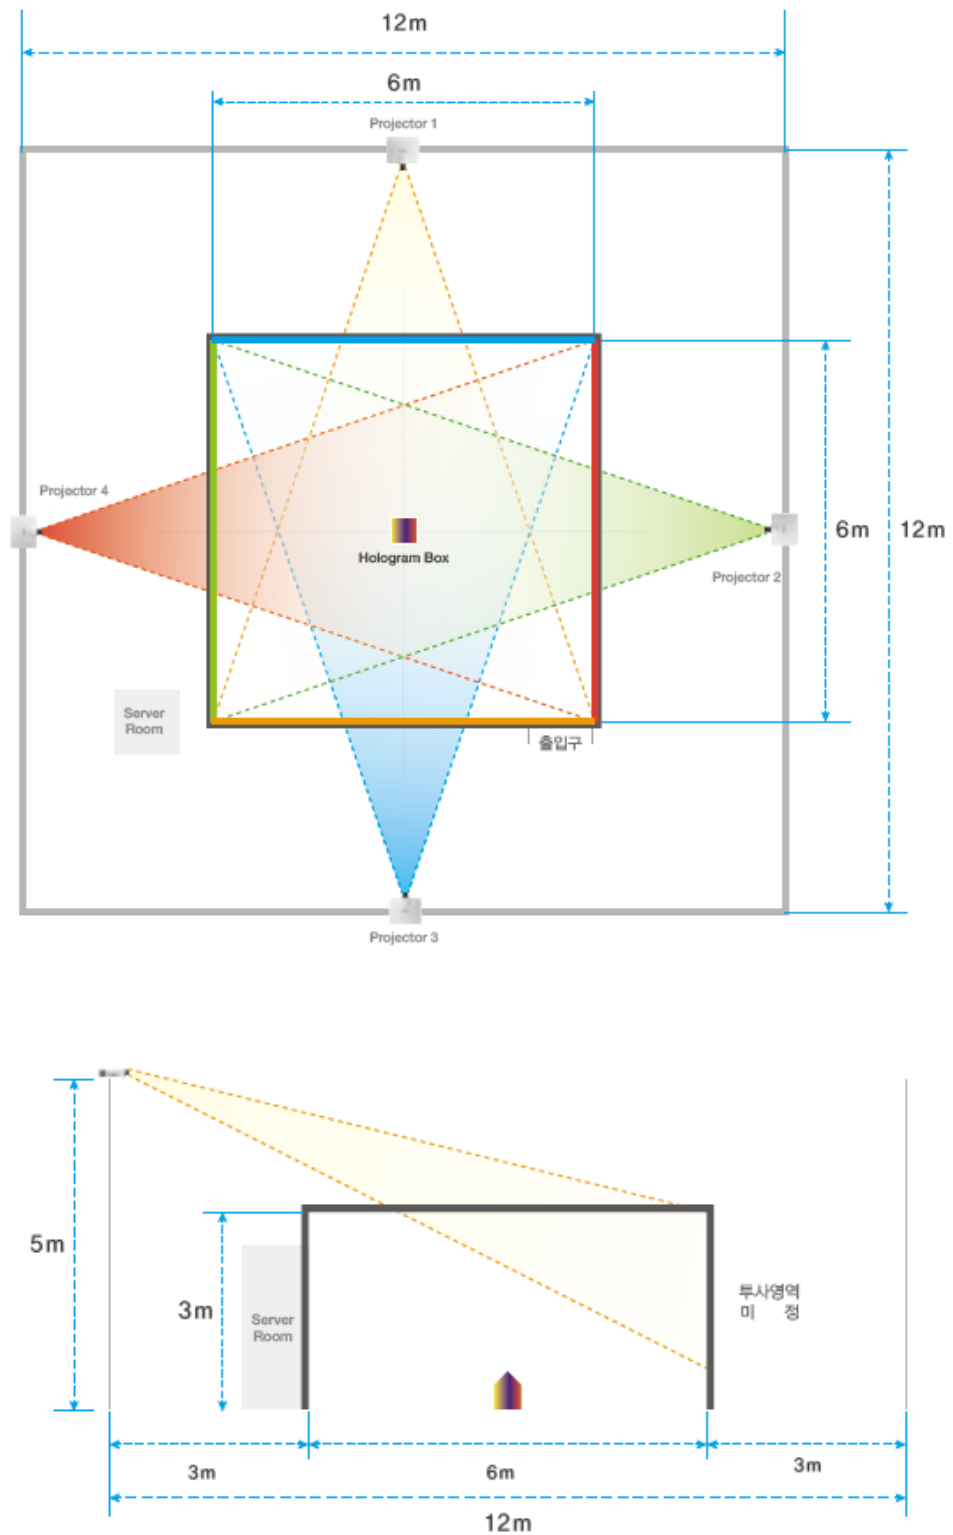 12m
6m
Projector 1
Projector 4
6m
12m
Hologram Box
Projector 2
Server
Room
출입구
Projector 3
5m
3m
Server
Room
투사영역
미 정
3m
6m
3m
12m